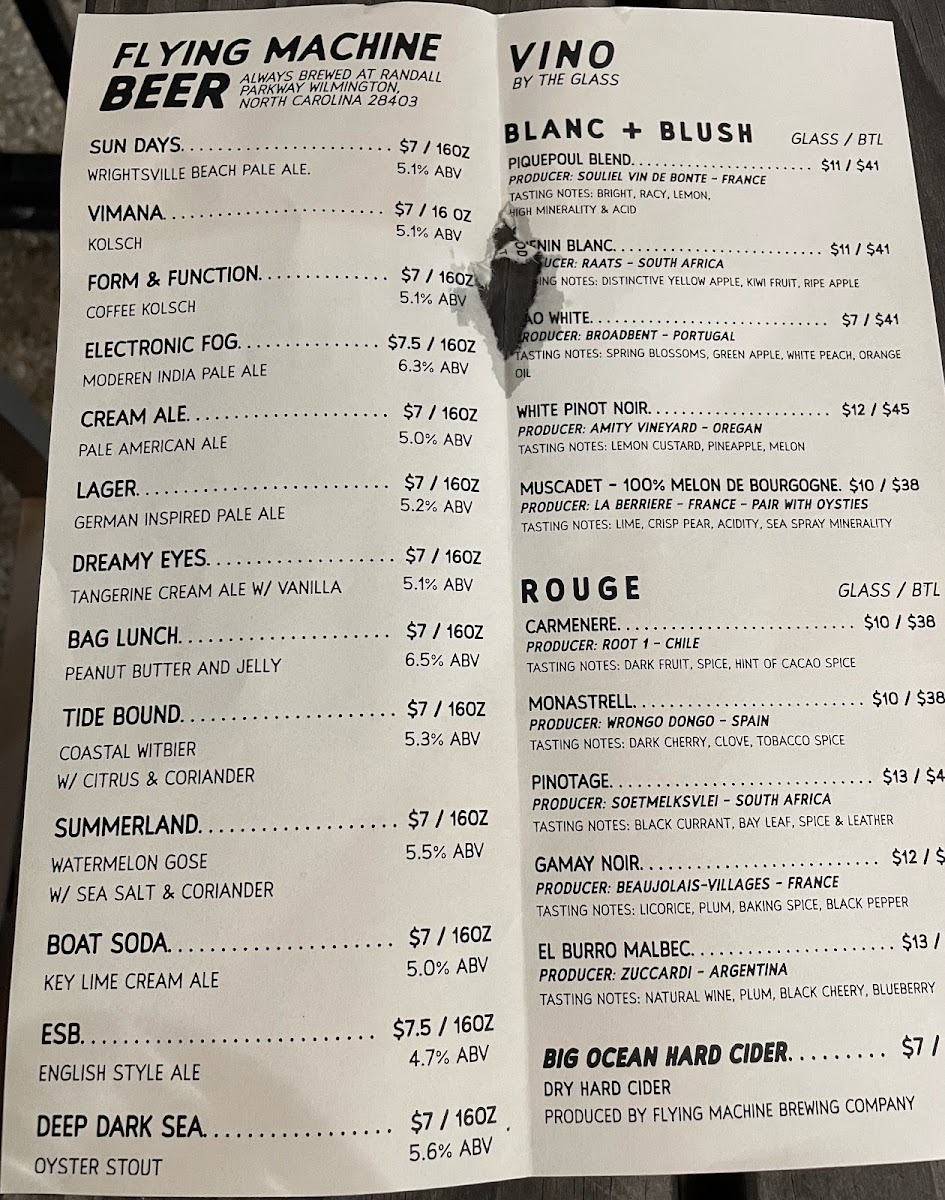 FLYING MACHINE
BEER
ALWAYS BREWED AT RANDALL
PARKWAY WILMINGTON,
NORTH CAROLINA 28403
SUN DAYS. . . . . . . . . . . . . . . . . . . . . . . $7 / 16OZ
WRIGHTSVILLE BEACH PALE ALE. 5.1% ABV
VIMANA. . . . . . . . . . . . . . . . . . . . . . . . $7 / 16 OZ
KOLSCH 5.1% ABV
FORM & FUNCTION. . . . . . . . . . . . . . . $7 / 16OZ
COFFEE KOLSCH 5.1% ABV
ELECTRONIC FOG. . . . . . . . . . . . . . . $7.5 / 16OZ
MODEREN INDIA PALE ALE 6.3% ABV
CREAM ALE. . . . . . . . . . . . . . . . . . . . . $7 / 16OZ
PALE AMERICAN ALE 5.0% ABV
LAGER. . . . . . . . . . . . . . . . . . . . . . . . . . $7 / 16OZ
GERMAN INSPIRED PALE ALE 5.2% ABV
DREAMY EYES. . . . . . . . . . . . . . . . . . . $7 / 16OZ
TANGERINE CREAM ALE W/ VANILLA 5.1% ABV
BAG LUNCH. . . . . . . . . . . . . . . . . . . . . $7 / 16OZ
PEANUT BUTTER AND JELLY 6.5% ABV
TIDE BOUND. . . . . . . . . . . . . . . . . . . . . $7 / 16OZ
COASTAL WITBIER 5.3% ABV
W/ CITRUS & CORIANDER
SUMMERLAND. . . . . . . . . . . . . . . . . . . $7 / 16OZ
WATERMELON GOSE 5.5% ABV
W/ SEA SALT & CORIANDER
BOAT SODA. . . . . . . . . . . . . . . . . . . . . $7 / 16OZ
KEY LIME CREAM ALE 5.0% ABV
ESB. . . . . . . . . . . . . . . . . . . . . . . . . . . $7.5 / 16OZ
ENGLISH STYLE ALE 4.7% ABV
DEEP DARK SEA. . . . . . . . . . . . . . . . . . $7 / 16OZ
OYSTER STOUT 5.6% ABV
VINO
BY THE GLASS
BLANC + BLUSH GLASS / BTL
PIQUEPOUL BLEND. . . . . . . . . . . . . . . . . . . . $11 / $41
PRODUCER: SOULIEL VIN DE BONTE - FRANCE
TASTING NOTES: BRIGHT, RACY, LEMON,
HIGH MINERALITY & ACID
ENIN BLANC. . . . . . . . . . . . . . . . . . . . . . . . $11 / $41
UCER: RAATS - SOUTH AFRICA
NG NOTES: DISTINCTIVE YELLOW APPLE, KIWI FRUIT, RIPE APPLE
AO WHITE. . . . . . . . . . . . . . . . . . . . . . . . . . $7 / $41
RODUCER: BROADBENT - PORTUGAL
TASTING NOTES: SPRING BLOSSOMS, GREEN APPLE, WHITE PEACH, ORANGE
OIL
WHITE PINOT NOIR. . . . . . . . . . . . . . . . . . . . $12 / $45
PRODUCER: AMITY VINEYARD - OREGAN
TASTING NOTES: LEMON CUSTARD, PINEAPPLE, MELON
MUSCADET - 100% MELON DE BOURGOGNE. $10 / $38
PRODUCER: LA BERRIERE - FRANCE - PAIR WITH OYSTIES
TASTING NOTES: LIME, CRISP PEAR, ACIDITY, SEA SPRAY MINERALITY
ROUGE GLASS / BTL
CARMENERE. . . . . . . . . . . . . . . . . . . . . . . . . . $10 / $38
PRODUCER: ROOT 1 - CHILE
TASTING NOTES: DARK FRUIT, SPICE, HINT OF CACAO SPICE
MONASTRELL. . . . . . . . . . . . . . . . . . . . . . . . . $10 / $38
PRODUCER: WRONGO DONGO - SPAIN
TASTING NOTES: DARK CHERRY, CLOVE, TOBACCO SPICE
PINOTAGE. . . . . . . . . . . . . . . . . . . . . . . . . . . . $13 / $4
PRODUCER: SOETMELKSVLEI - SOUTH AFRICA
TASTING NOTES: BLACK CURRANT, BAY LEAF, SPICE & LEATHER
GAMAY NOIR. . . . . . . . . . . . . . . . . . . . . . . . . $12 / $
PRODUCER: BEAUJOLAIS-VILLAGES - FRANCE
TASTING NOTES: LICORICE, PLUM, BAKING SPICE, BLACK PEPPER
EL BURRO MALBEC. . . . . . . . . . . . . . . . . . . . . $13 /
PRODUCER: ZUCCARDI - ARGENTINA
TASTING NOTES: NATURAL WINE, PLUM, BLACK CHEERY, BLUEBERRY
BIG OCEAN HARD CIDER. . . . . . . . . $7 /
DRY HARD CIDER
PRODUCED BY FLYING MACHINE BREWING COMPANY